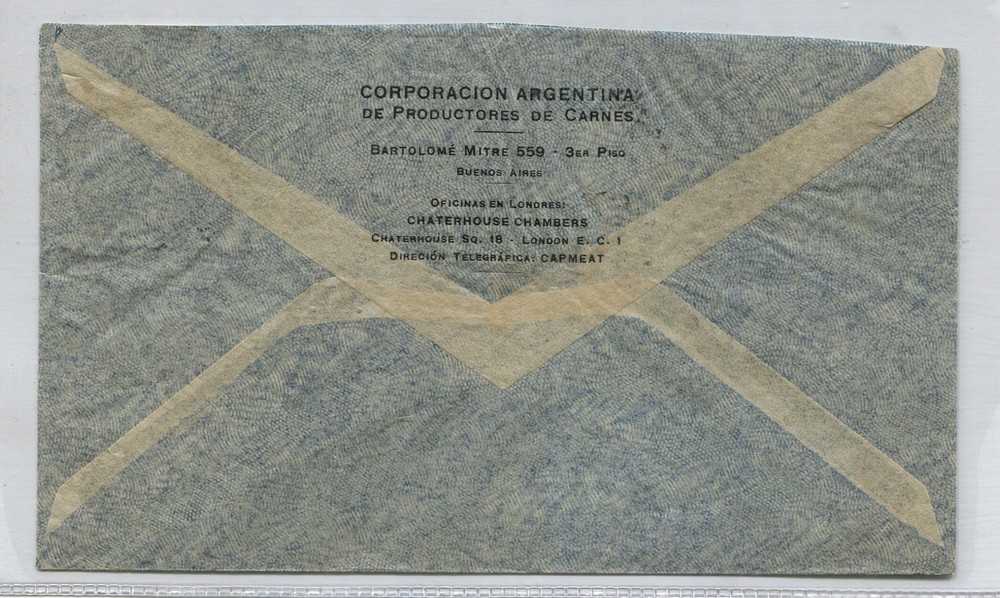 CORPORACION ARGENTINA
DE PRODUCTORES DE CARNES.
BARTOLOMÉ MITRE 559 - 3ER PISO
BUENOS AIRES
OFICINAS EN LONDRES:
CHATERHOUSE CHAMBERS
CHATERHOUSE SQ. 18 - LONDON E. C. 1
DIRECIÓN TELEGRÁFICA: CAPMEAT